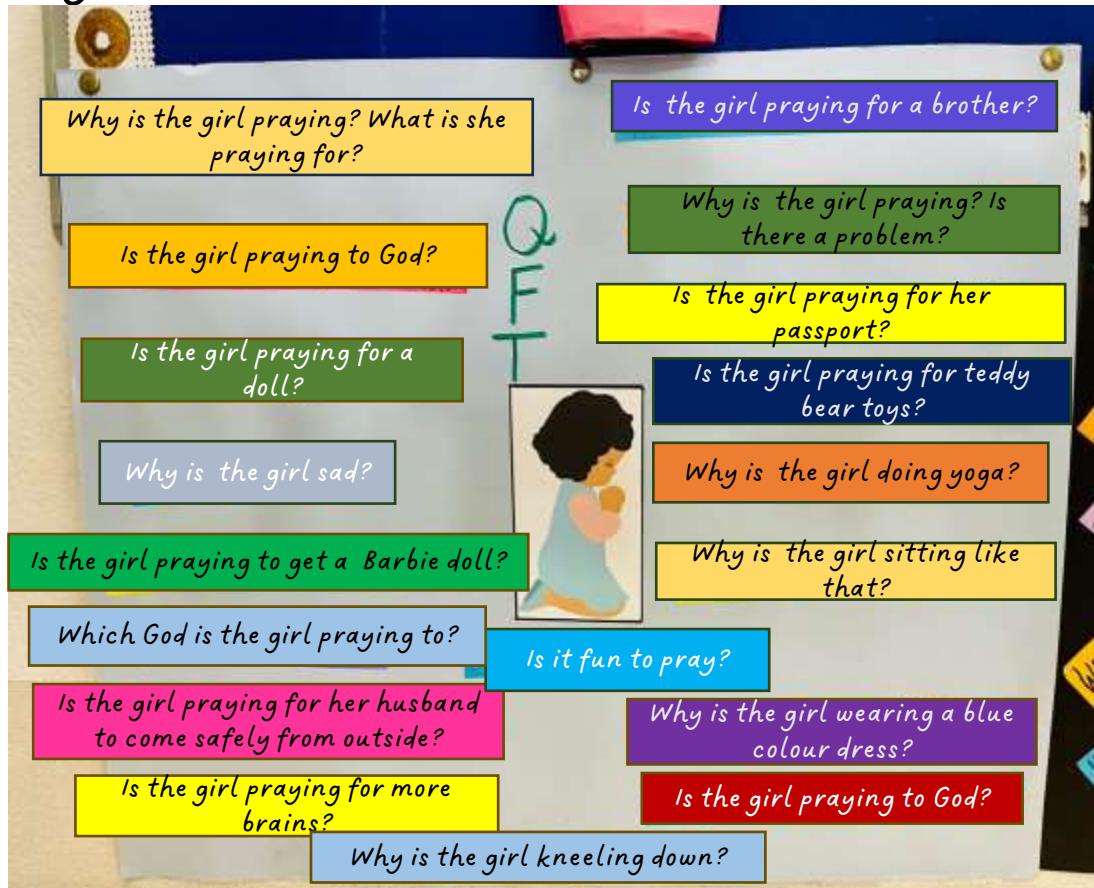 Why is the girl praying? What is she
praying for?
Is the girl praying to God?
Is the girl praying for a
doll?
Why is the girl sad?
Is the girl praying to get a Barbie doll?
Which God is the girl praying to?
Is the girl praying for her husband
to come safely from outside?
Is the girl praying for more
brains?
Why is the girl kneeling down?
Q
F
T
Is the girl praying for a brother?
Why is the girl praying? Is
there a problem?
Is the girl praying for her
passport?
Is the girl praying for teddy
bear toys?
Why is the girl doing yoga?
Why is the girl sitting like
that?
Is it fun to pray?
Why is the girl wearing a blue
colour dress?
Is the girl praying to God?